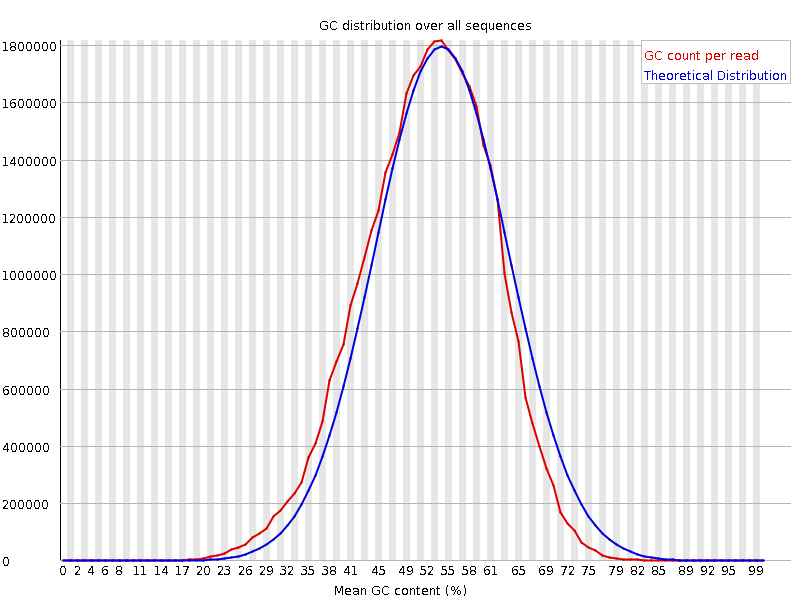 GC distribution over all sequences
GC count per read
Theoretical Distribution
1800000
1600000
1400000
1200000
1000000
800000
600000
400000
200000
0
0 2 4 6 8 11 14 17 20 23 26 29 32 35 38 41 45 49 52 55 58 61 65 69 72 75 79 82 85 89 92 95 99
Mean GC content (%)